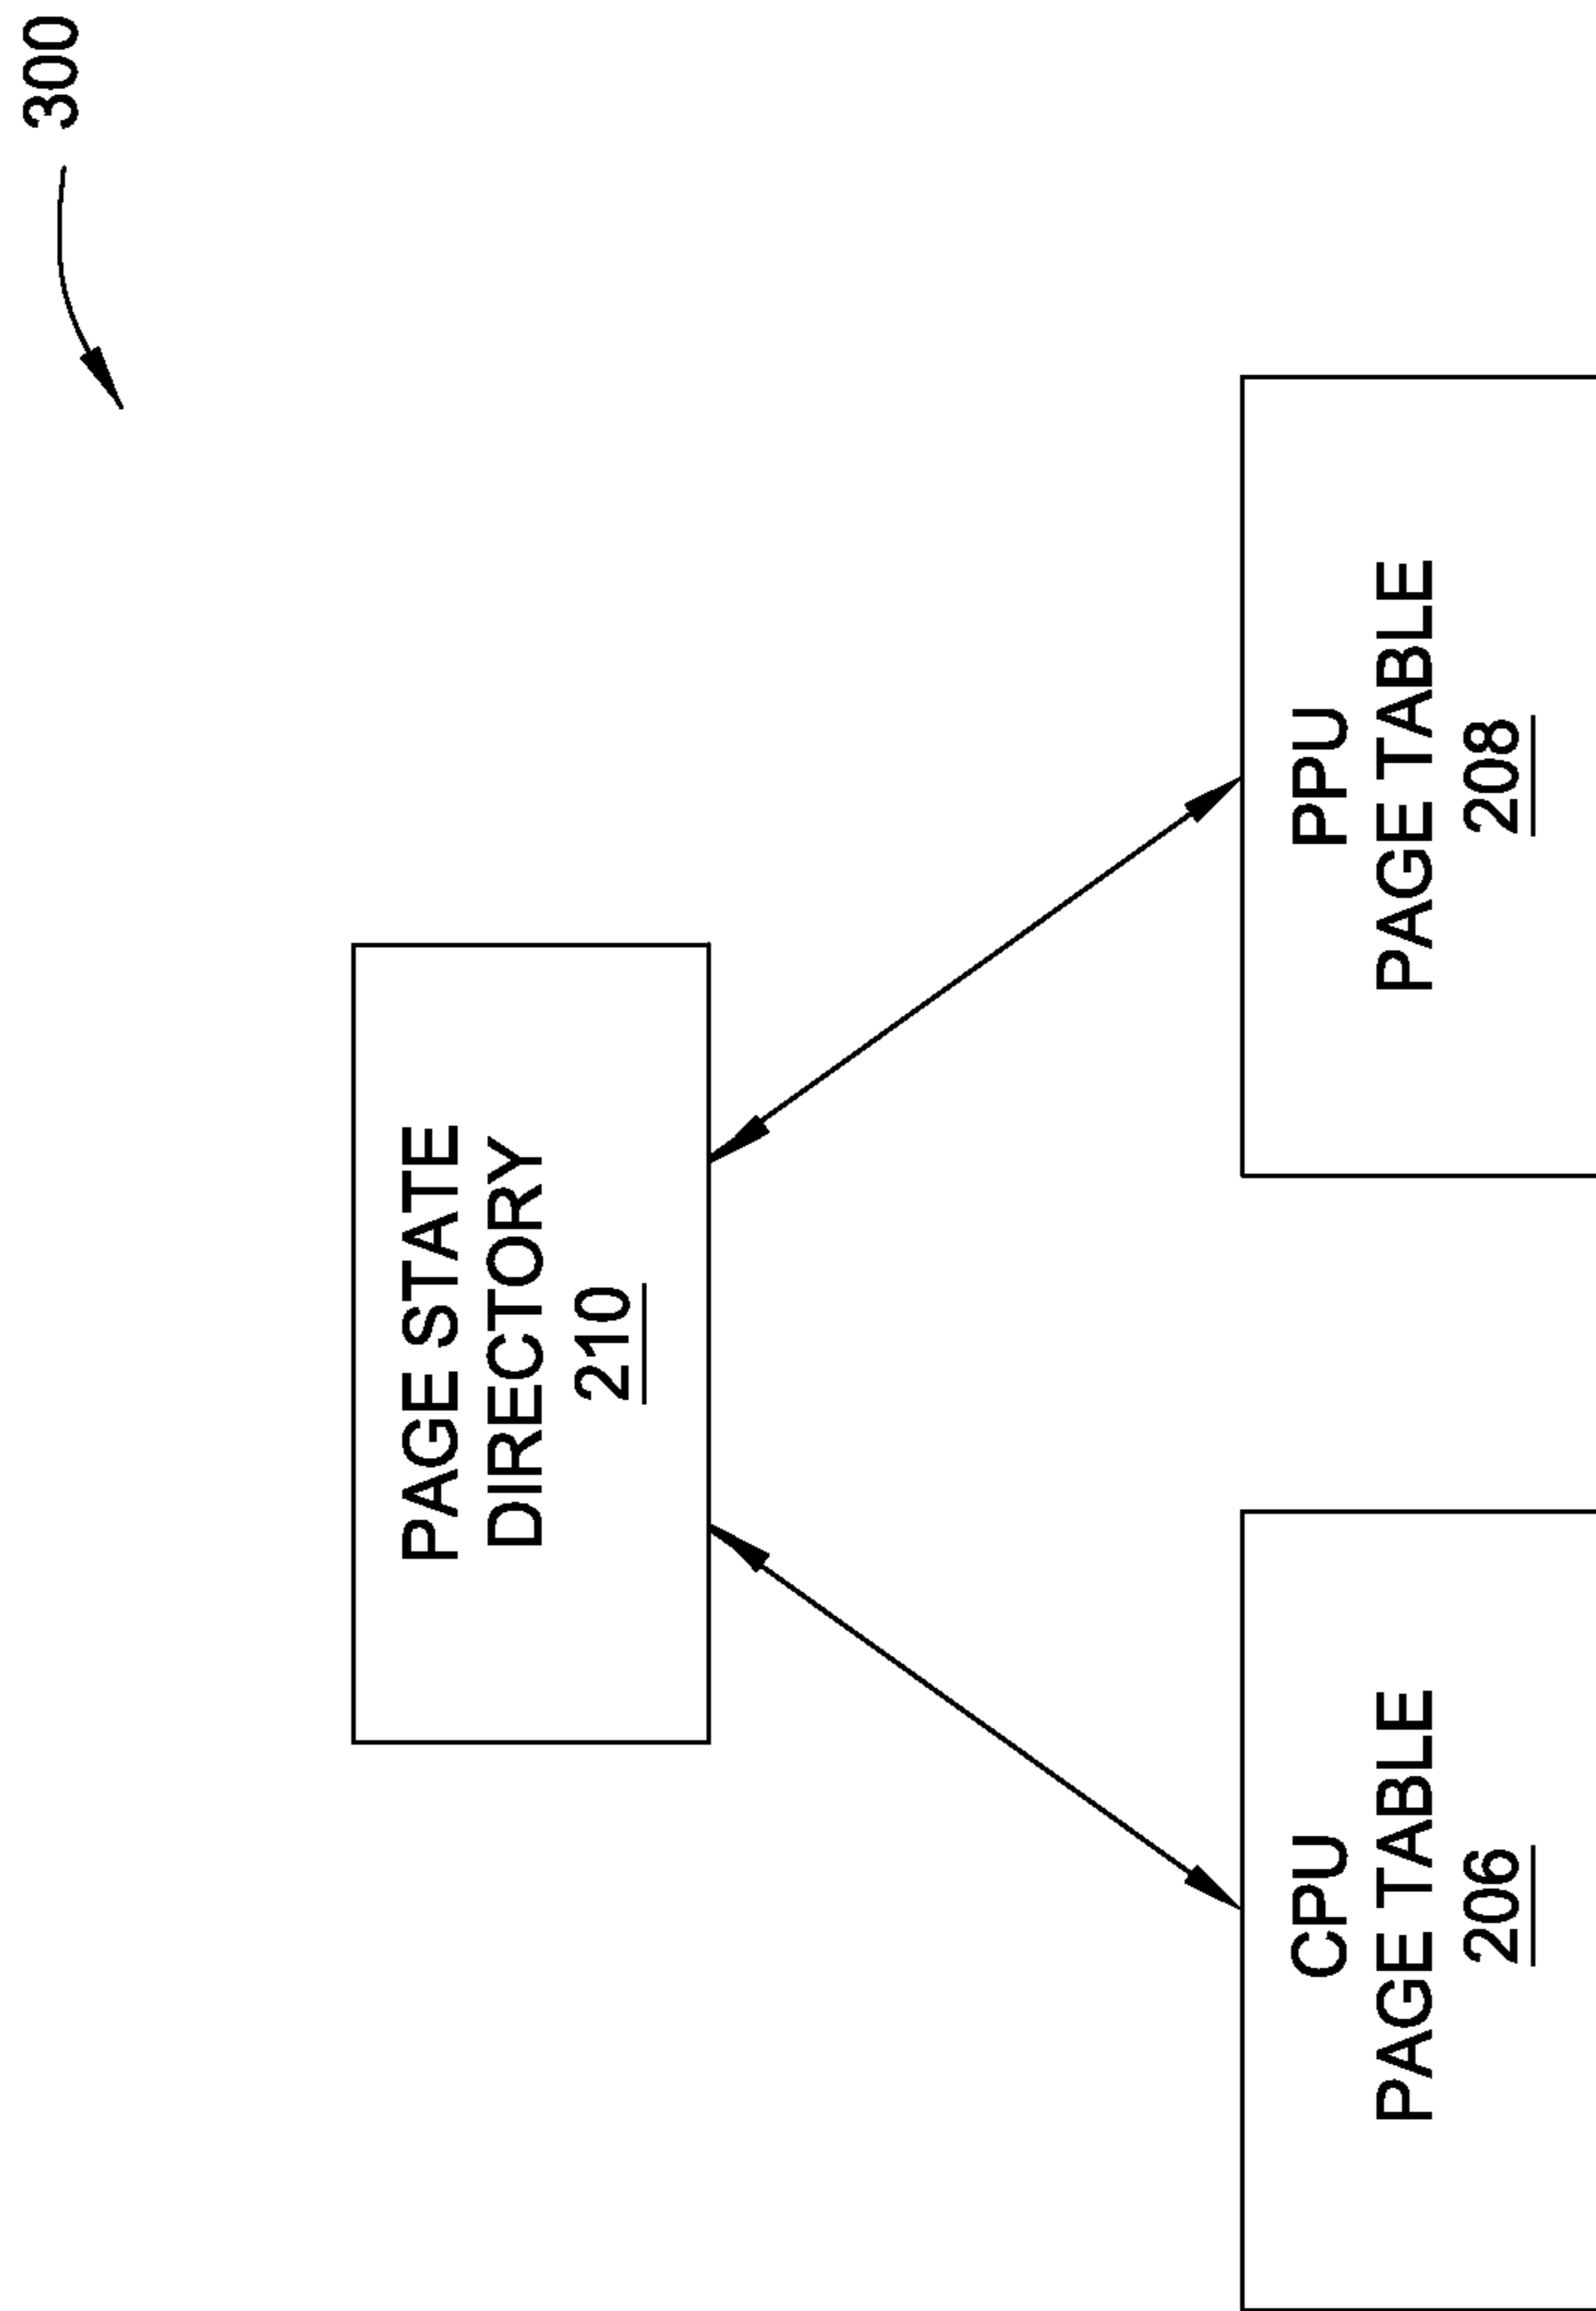 300
PAGE STATE
DIRECTORY
210
CPU
PAGE TABLE
206
PPU
PAGE TABLE
208